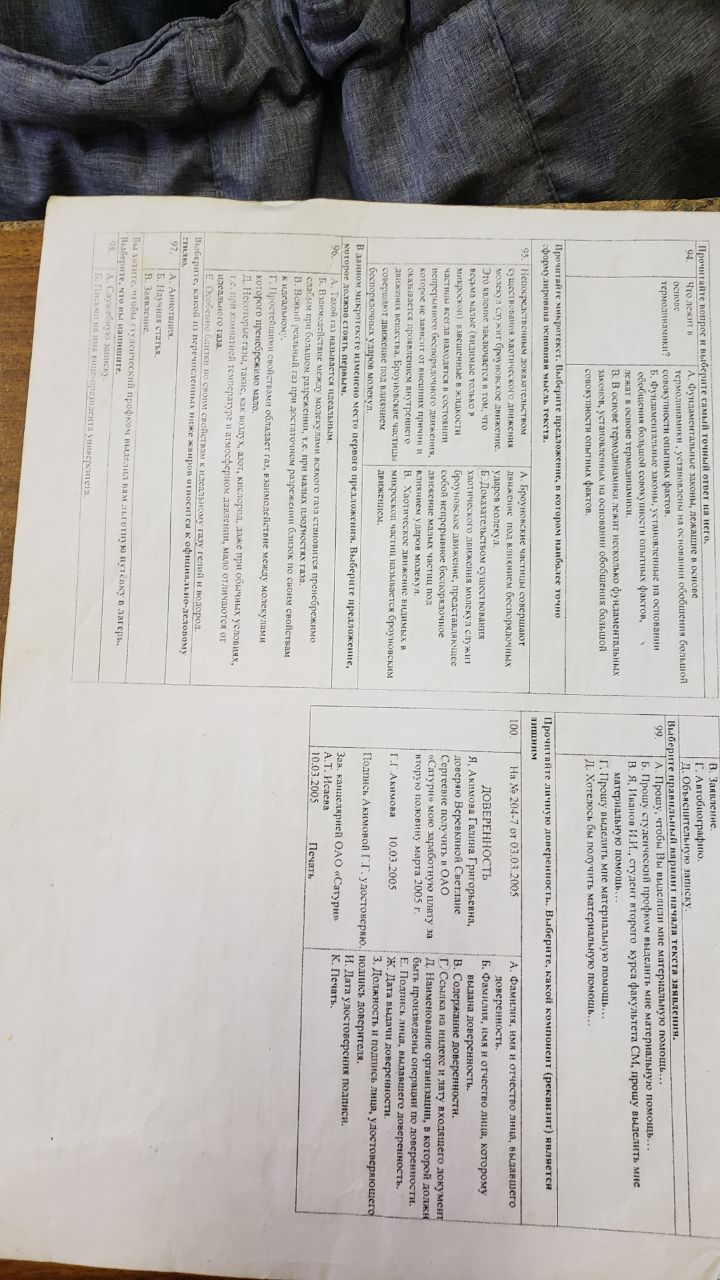 Прочитайте вопрос и выберите самый точный ответ на него.
94. Что лежит в
основе
термодинамики?
А. Фундаментальные законы, лежащие в основе
термодинамики, установлены на основании обобщения большой
совокупности опытных фактов.
Б. Фундаментальные законы, установленные на основании
обобщения большой совокупности опытных фактов,
лежат в основе термодинамики.
В. В основе термодинамики лежит несколько фундаментальных
законов, установленных на основании обобщения большой
совокупности опытных фактов.
Прочитайте микротекст. Выберите предложение, в котором наиболее точно
сформулирована основная мысль текста.
95. Непосредственным доказательством
существования хаотического движения
молекул служит броуновское движение.
Это явление заключается в том, что
весьма малые (видимые только в
микроскоп) взвешенные в жидкости
частицы всегда находятся в состоянии
непрерывного беспорядочного движения,
которое не зависит от внешних причин и
оказывается проявлением внутреннего
движения вещества. Броуновские частицы
совершают движение под влиянием
беспорядочных ударов молекул.
А. Броуновские частицы совершают
движение под влиянием беспорядочных
ударов молекул.
Б. Доказательством существования
хаотического движения молекул служит
броуновское движение, представляющее
собой непрерывное беспорядочное
движение малых частиц под
влиянием ударов молекул.
В. Хаотическое движение видимых в
микроскоп частиц называется броуновским
движением.
В данном микротексте изменено место первого предложения. Выберите предложение,
которое должно стоять первым.
96. А. Такой газ называется идеальным.
Б. Взаимодействие между молекулами всякого газа становится пренебрежимо
слабым при большом разрежении, т.е. при малых плотностях газа.
В. Всякий реальный газ при достаточном разрежении близок по своим свойствам
к идеальному.
Г. Простейшими свойствами обладает газ, взаимодействие между молекулами
которого пренебрежимо мало.
Д. Некоторые газы, такие, как воздух, азот, кислород, даже при обычных условиях,
т.е. при комнатной температуре и атмосферном давлении, мало отличаются от
идеального газа.
Е. Особенно близки по своим свойствам к идеальному газу гелий и водород.
Выберите, какой из перечисленных ниже жанров относится к официально-деловому
стилю.
97. А. Аннотация.
Б. Научная статья.
В. Заявление.
Вы хотите, чтобы студенческий профком выделил вам льготную путёвку в лагерь.
Выберите, что вы напишите.
98. А. Служебную записку.
Б. Письмо на имя вице-президента университета.
В. Заявление.
Г. Автобиографию.
Д. Объяснительную записку.
Выберите правильный вариант начала текста заявления.
99. А. Прошу, чтобы Вы выделили мне материальную помощь…
Б. Прошу студенческий профком выделить мне материальную помощь…
В. Я, Иванов И.И., студент второго курса факультета СМ, прошу выделить мне
материальную помощь…
Г. Прошу выделить мне материальную помощь…
Д. Хотелось бы получить материальную помощь…
Прочитайте личную доверенность. Выберите, какой компонент (реквизит) является
лишним
100. На № 204-7 от 03.03.2005
ДОВЕРЕННОСТЬ
Я, Акимова Галина Григорьевна,
доверяю Веревкиной Светлане
Сергеевне получить в ОАО
«Сатурн» мою заработную плату за
вторую половину марта 2005 г.
Г.Г. Акимова 10.03.2005
Подпись Акимовой Г.Г. удостоверяю.
Зав. канцелярией ОАО «Сатурн»
А.Т. Исаева
10.03.2005 Печать
А. Фамилия, имя и отчество лица, выдавшего
доверенность.
Б. Фамилия, имя и отчество лица, которому
выдана доверенность.
В. Содержание доверенности.
Г. Ссылка на индекс и дату входящего документ
Д. Наименование организации, в которой должн
быть произведены операции по доверенности.
Е. Подпись лица, выдавшего доверенность.
Ж. Дата выдачи доверенности.
З. Должность и подпись лица, удостоверяющего
подпись доверителя.
И. Дата удостоверения подписи.
К. Печать.